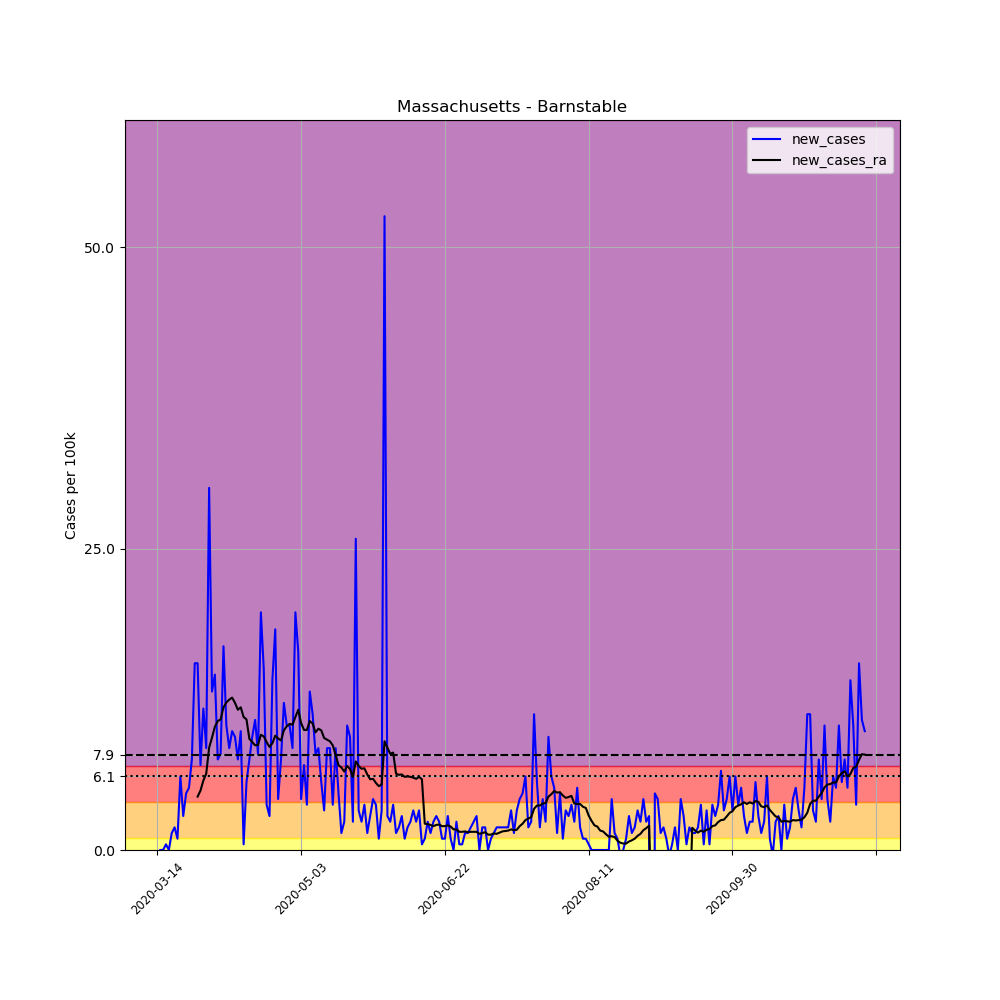 Massachusetts - Barnstable
new_cases
new_cases_ra
Cases per 100k
50.0
25.0
7.9
6.1
0.0
2020-03-14
2020-05-03
2020-06-22
2020-08-11
2020-09-30